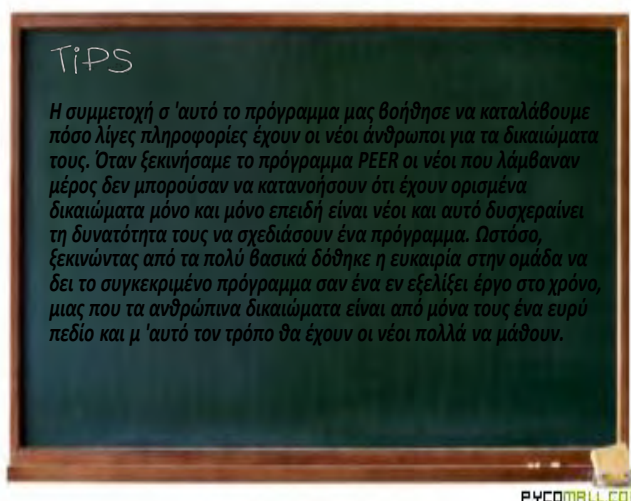 TiPS
Η συμμετοχή σ 'αυτό το πρόγραμμα μας βοήθησε να καταλάβουμε
πόσο λίγες πληροφορίες έχουν οι νέοι άνθρωποι για τα δικαιώματα
τους. Όταν ξεκινήσαμε το πρόγραμμα PEER οι νέοι που λάμβαναν
μέρος δεν μπορούσαν να κατανοήσουν ότι έχουν ορισμένα
δικαιώματα μόνο και μόνο επειδή είναι νέοι και αυτό δυσχεραίνει
τη δυνατότητα τους να σχεδιάσουν ένα πρόγραμμα. Ωστόσο,
ξεκινώντας από τα πολύ βασικά δόθηκε η ευκαιρία στην ομάδα να
δει το συγκεκριμένο πρόγραμμα σαν ένα εν εξελίξει έργο στο χρόνο,
μιας που τα ανθρώπινα δικαιώματα είναι από μόνα τους ένα ευρύ
πεδίο και μ 'αυτό τον τρόπο θα έχουν οι νέοι πολλά να μάθουν.